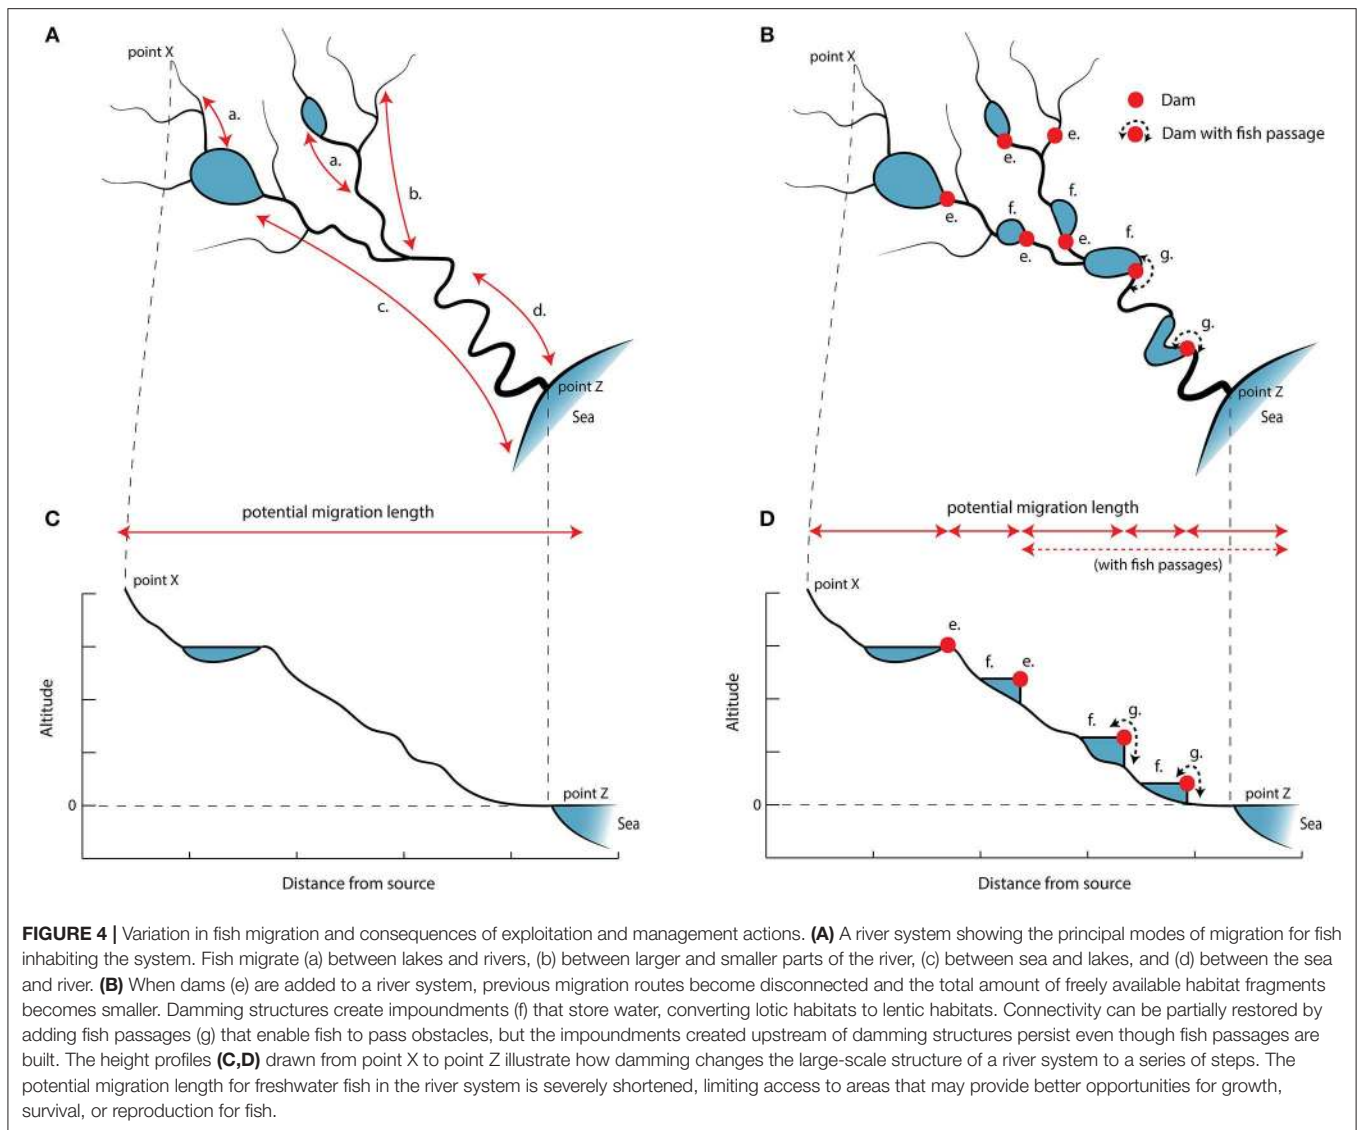 A
point X
a.
a.
b.
c.
d.
point Z
Sea
B
point X
Dam
Dam with fish passage
e.
e.
e.
f.
f.
e.
e.
f.
g.
g.
point Z
Sea
C
potential migration length
point X
Altitude
0
point Z
Sea
Distance from source
D
potential migration length
(with fish passages)
point X
e.
f.
e.
f.
g.
f.
g.
Altitude
0
point Z
Sea
Distance from source
FIGURE 4 | Variation in fish migration and consequences of exploitation and management actions. (A) A river system showing the principal modes of migration for fish
inhabiting the system. Fish migrate (a) between lakes and rivers, (b) between larger and smaller parts of the river, (c) between sea and lakes, and (d) between the sea
and river. (B) When dams (e) are added to a river system, previous migration routes become disconnected and the total amount of freely available habitat fragments
becomes smaller. Damming structures create impoundments (f) that store water, converting lotic habitats to lentic habitats. Connectivity can be partially restored by
adding fish passages (g) that enable fish to pass obstacles, but the impoundments created upstream of damming structures persist even though fish passages are
built. The height profiles (C,D) drawn from point X to point Z illustrate how damming changes the large-scale structure of a river system to a series of steps. The
potential migration length for freshwater fish in the river system is severely shortened, limiting access to areas that may provide better opportunities for growth,
survival, or reproduction for fish.